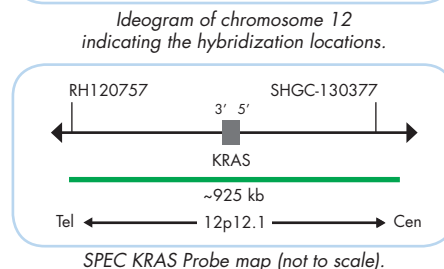 Ideogram of chromosome 12
indicating the hybridization locations.
RH120757 SHGC-130377
3' 5'
KRAS
~925 kb
Tel 12p12.1 Cen
SPEC KRAS Probe map (not to scale).